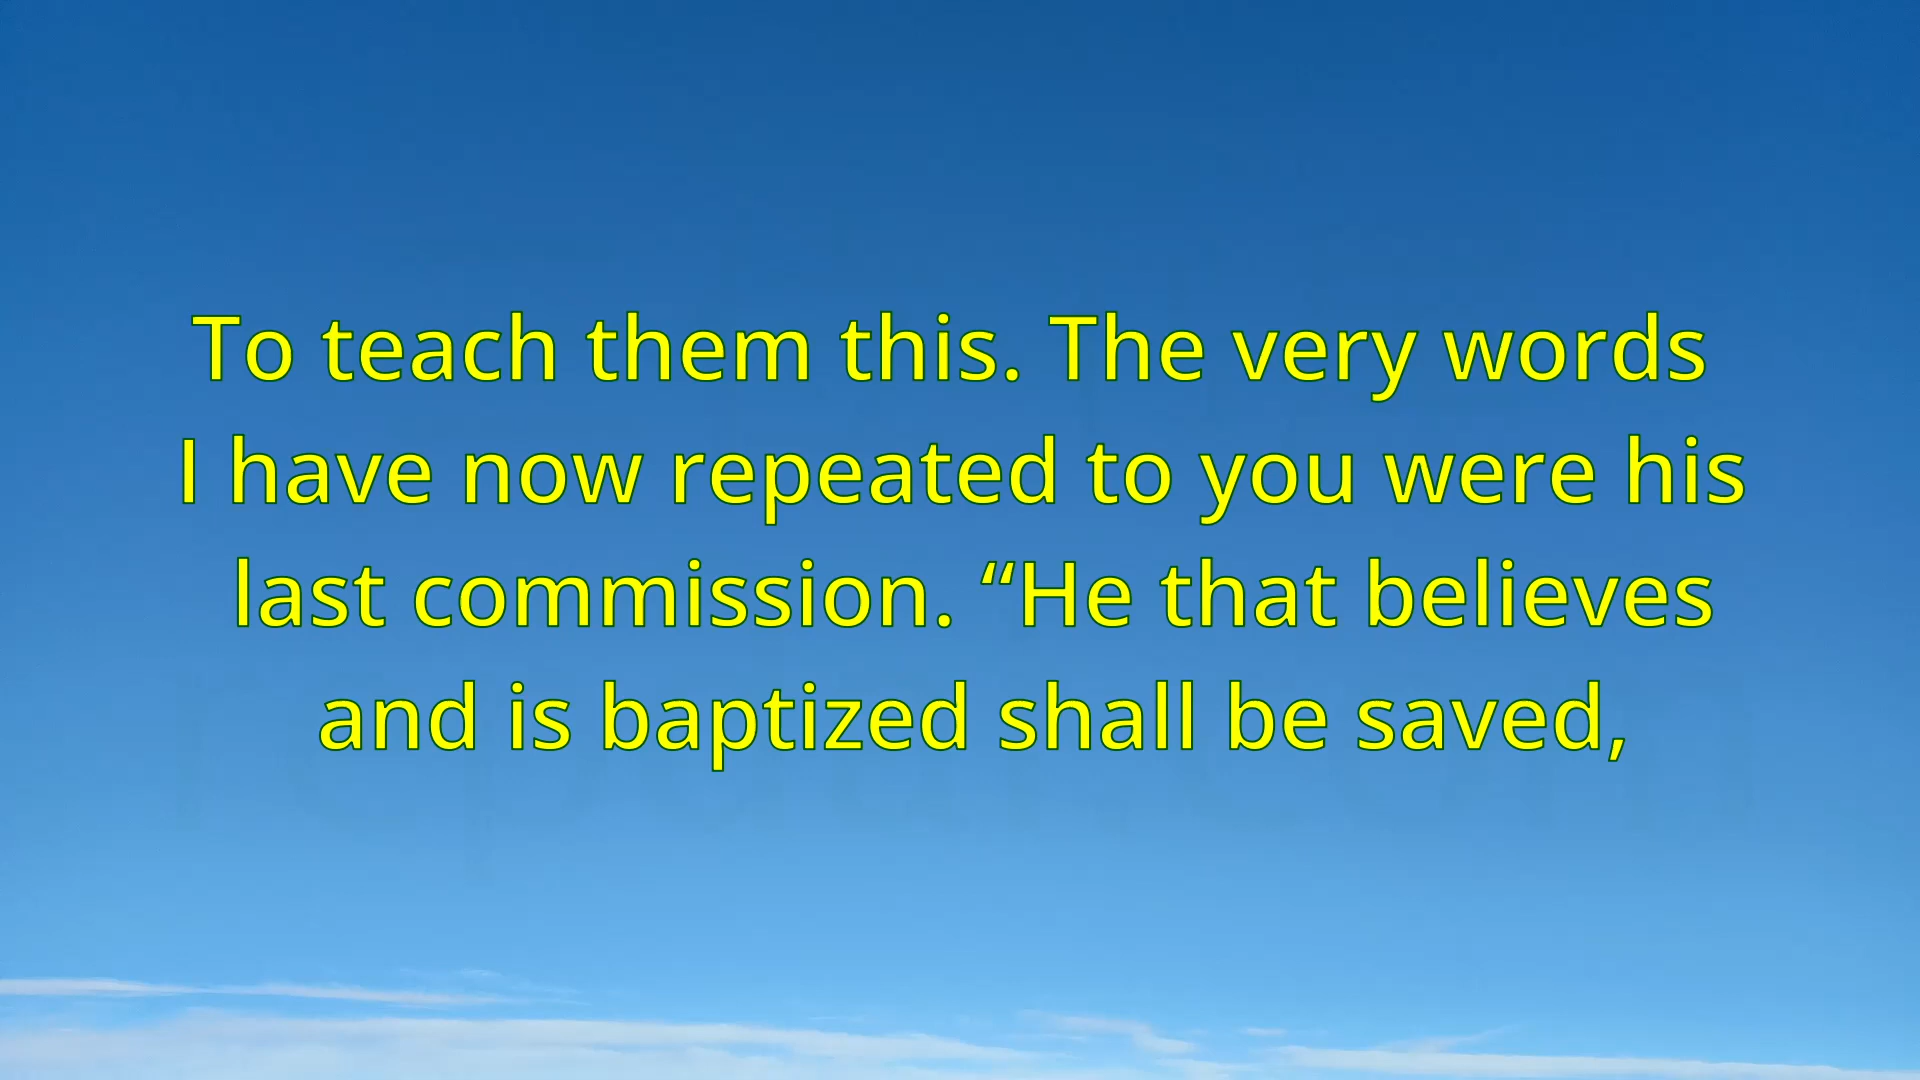 To teach them this. The very words
I have now repeated to you were his
last commission. “He that believes
and is baptized shall be saved,